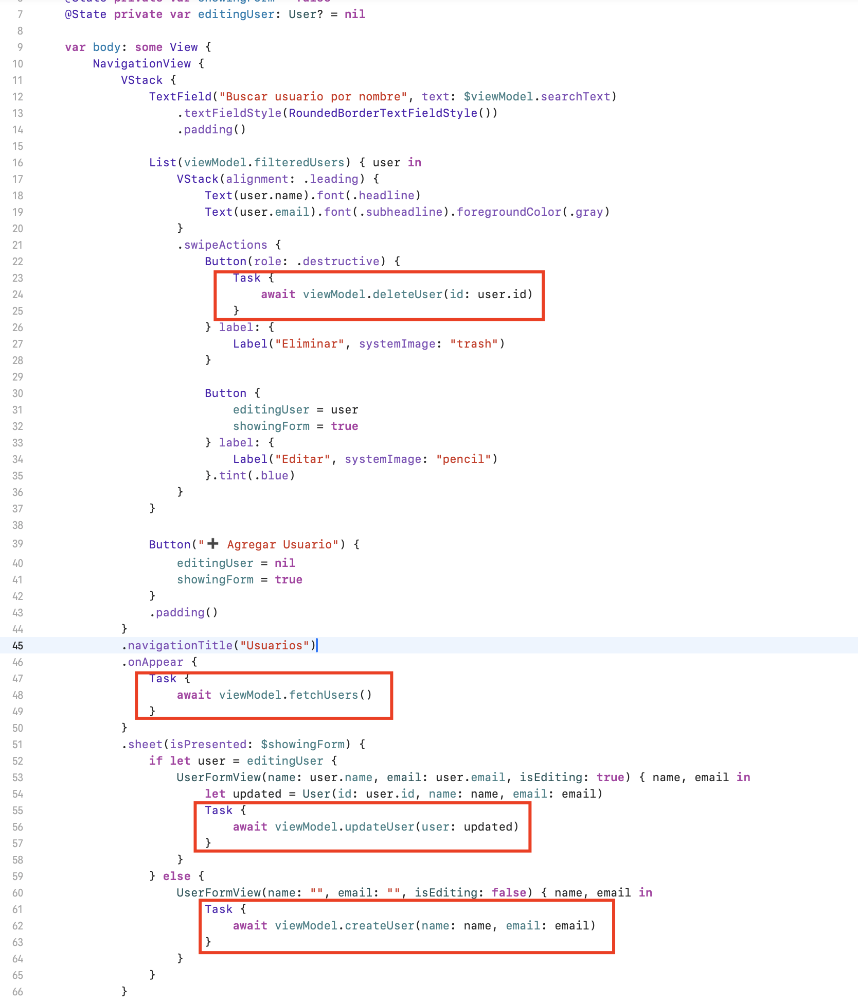 7 @State private var editingUser: User? = nil
8
9 var body: some View {
10 NavigationView {
11 VStack {
12 TextField("Buscar usuario por nombre", text: $viewModel.searchText)
13 .textFieldStyle(RoundedBorderTextFieldStyle())
14 .padding()
15
16 List(viewModel.filteredUsers) { user in
17 VStack(alignment: .leading) {
18 Text(user.name).font(.headline)
19 Text(user.email).font(.subheadline).foregroundColor(.gray)
20 }
21 .swipeActions {
22 Button(role: .destructive) {
23 Task {
24 await viewModel.deleteUser(id: user.id)
25 }
26 } label: {
27 Label("Eliminar", systemImage: "trash")
28 }
29
30 Button {
31 editingUser = user
32 showingForm = true
33 } label: {
34 Label("Editar", systemImage: "pencil")
35 }.tint(.blue)
36 }
37 }
38
39 Button("➕ Agregar Usuario") {
40 editingUser = nil
41 showingForm = true
42 }
43 .padding()
44 }
45 .navigationTitle("Usuarios")
46 .onAppear {
47 Task {
48 await viewModel.fetchUsers()
49 }
50 }
51 .sheet(isPresented: $showingForm) {
52 if let user = editingUser {
53 UserFormView(name: user.name, email: user.email, isEditing: true) { name, email in
54 let updated = User(id: user.id, name: name, email: email)
55 Task {
56 await viewModel.updateUser(user: updated)
57 }
58 }
59 } else {
60 UserFormView(name: "", email: "", isEditing: false) { name, email in
61 Task {
62 await viewModel.createUser(name: name, email: email)
63 }
64 }
65 }
66 }